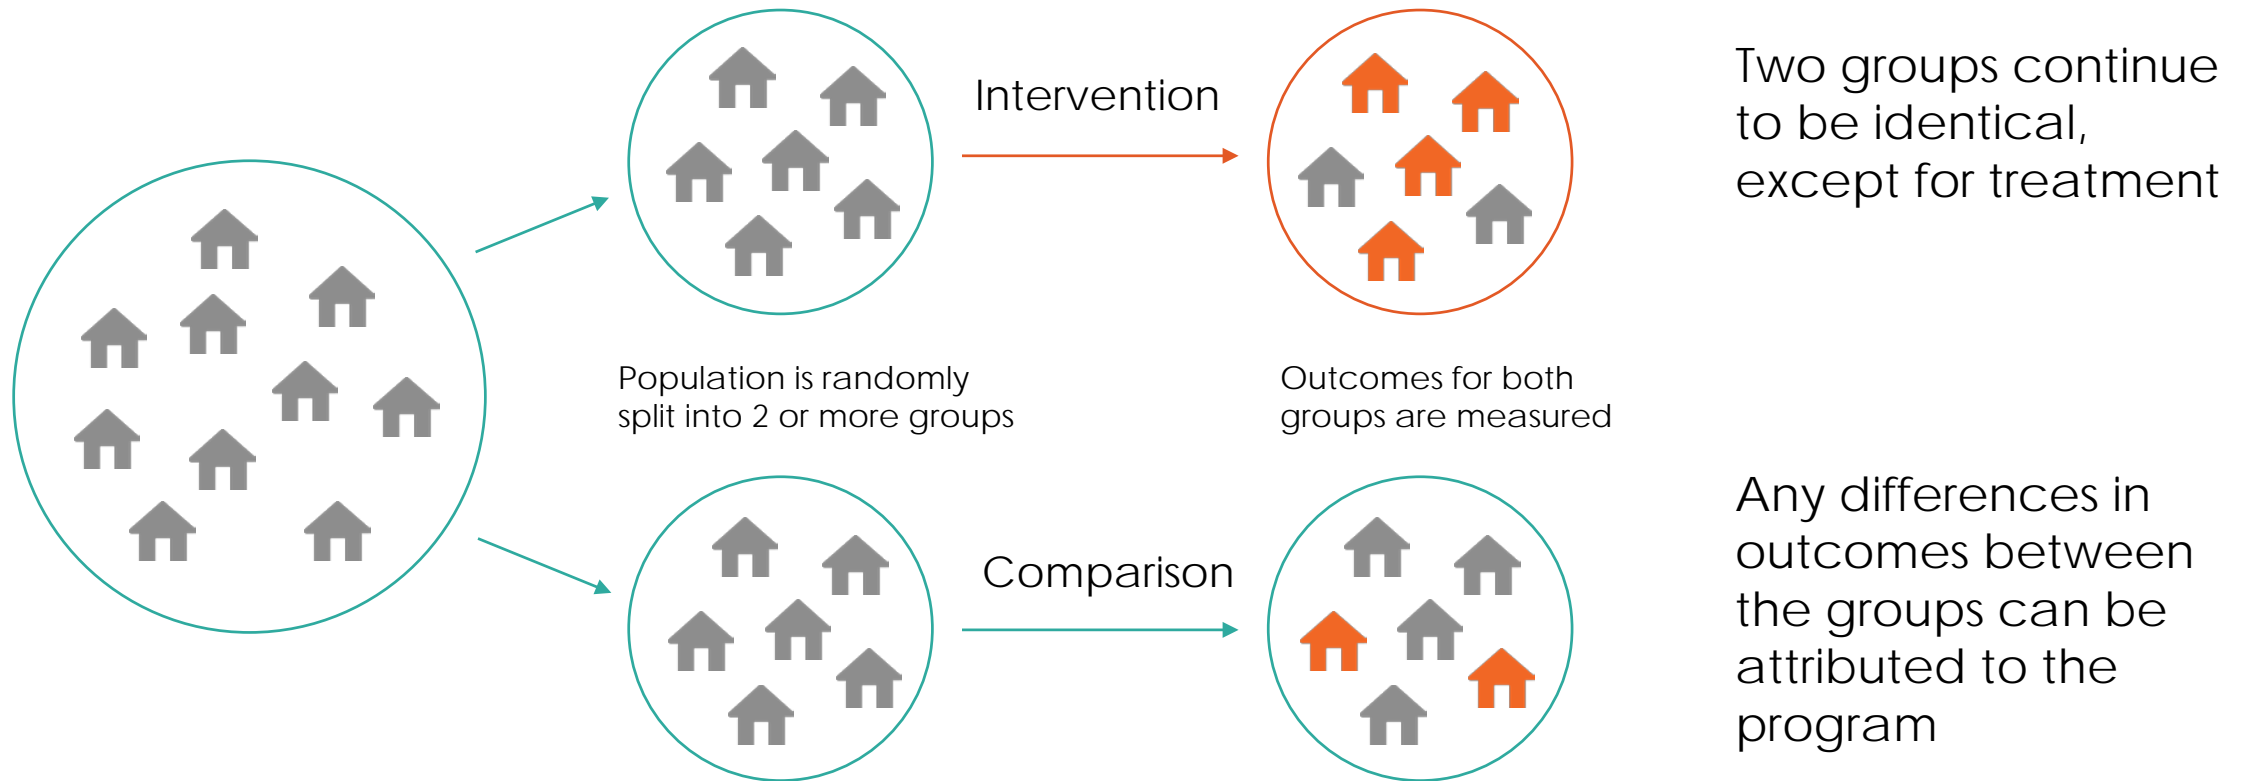 Intervention
Two groups continue
to be identical,
except for treatment
Population is randomly
split into 2 or more groups
Outcomes for both
groups are measured
Comparison
Any differences in
outcomes between
the groups can be
attributed to the
program